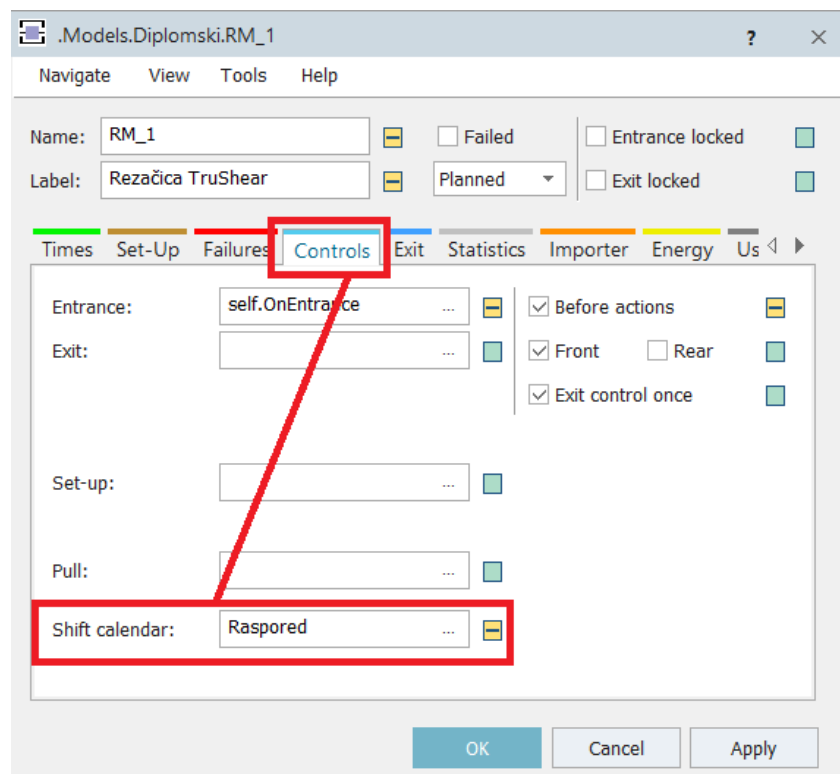 .Models.Diplomski.RM_1 ? ×
Navigate View Tools Help
Name: RM_1 Failed Entrance locked
Label: Rezačica TruShear Planned Exit locked
Times Set-Up Failures Controls Exit Statistics Importer Energy Us
Entrance: self.OnEntrance ... Before actions
Exit: ... Front Rear
Exit control once
Set-up: ...
Pull: ...
Shift calendar: Raspored ...
OK Cancel Apply